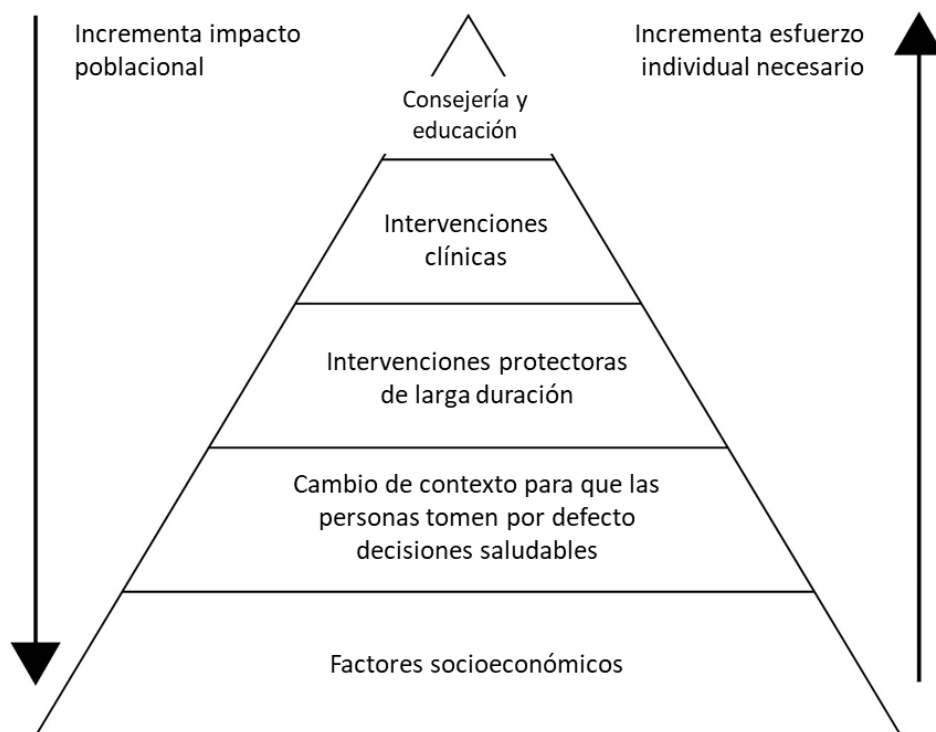 Incrementa impacto
poblacional
Incrementa esfuerzo
individual necesario
Consejería y
educación
Intervenciones
clínicas
Intervenciones protectoras
de larga duración
Cambio de contexto para que las
personas tomen por defecto
decisiones saludables
Factores socioeconómicos